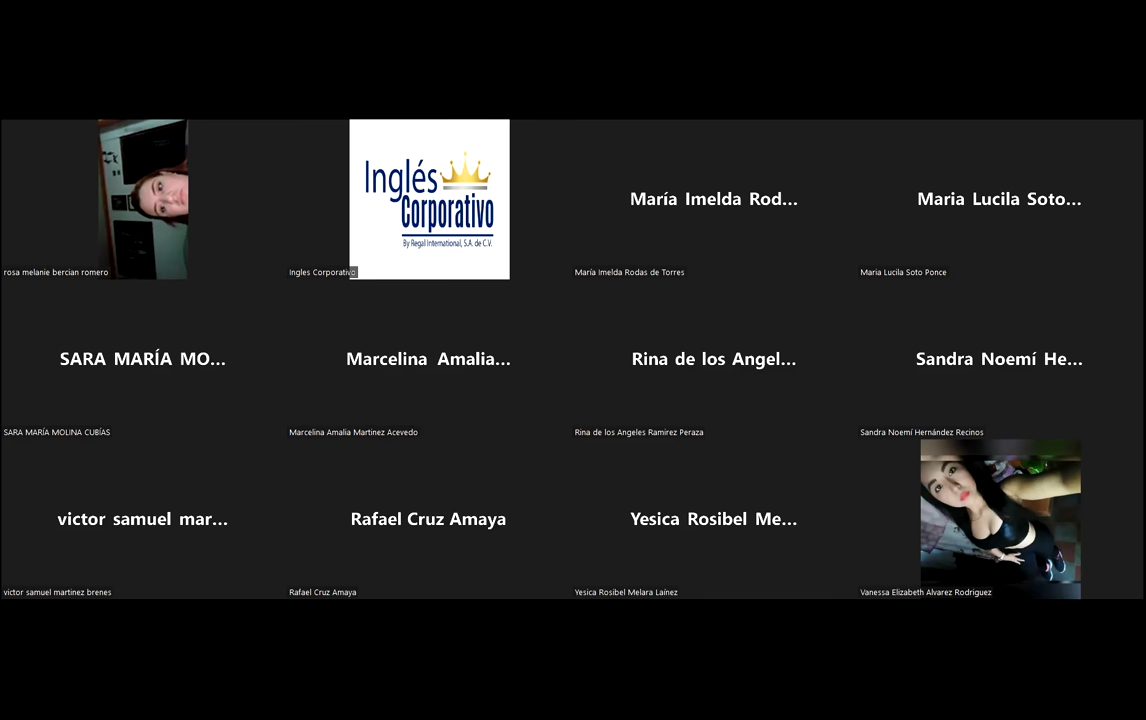 Inglés
Corporativo
By Regal International, S.A. de C.V.
María Imelda Rod...
Maria Lucila Soto...
rosa melanie bercian romero
Ingles Corporativo
María Imelda Rodas de Torres
Maria Lucila Soto Ponce
SARA MARÍA MO...
Marcelina Amalia...
Rina de los Angel...
Sandra Noemí He...
SARA MARÍA MOLINA CUBÍAS
Marcelina Amalia Martinez Acevedo
Rina de los Angeles Ramirez Peraza
Sandra Noemí Hernández Recinos
victor samuel mar...
Rafael Cruz Amaya
Yesica Rosibel Me...
victor samuel martinez brenes
Rafael Cruz Amaya
Yesica Rosibel Melara Laínez
Vanessa Elizabeth Alvarez Rodriguez